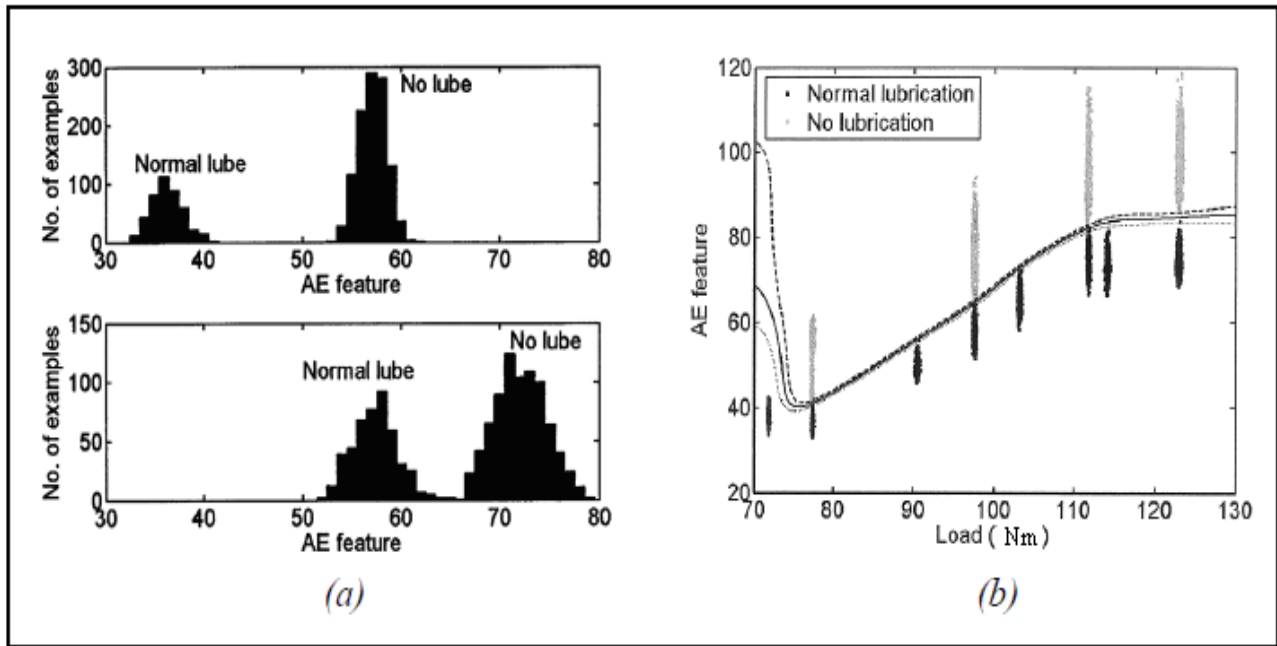 No. of examples
300
200
100
0
Normal lube
No lube
30 40 50 60 70 80
AE feature
No. of examples
150
100
50
0
Normal lube
No lube
30 40 50 60 70 80
AE feature
(a)
AE feature
120
100
80
60
40
20
Normal lubrication
No lubrication
70 80 90 100 110 120 130
Load ( Nm )
(b)